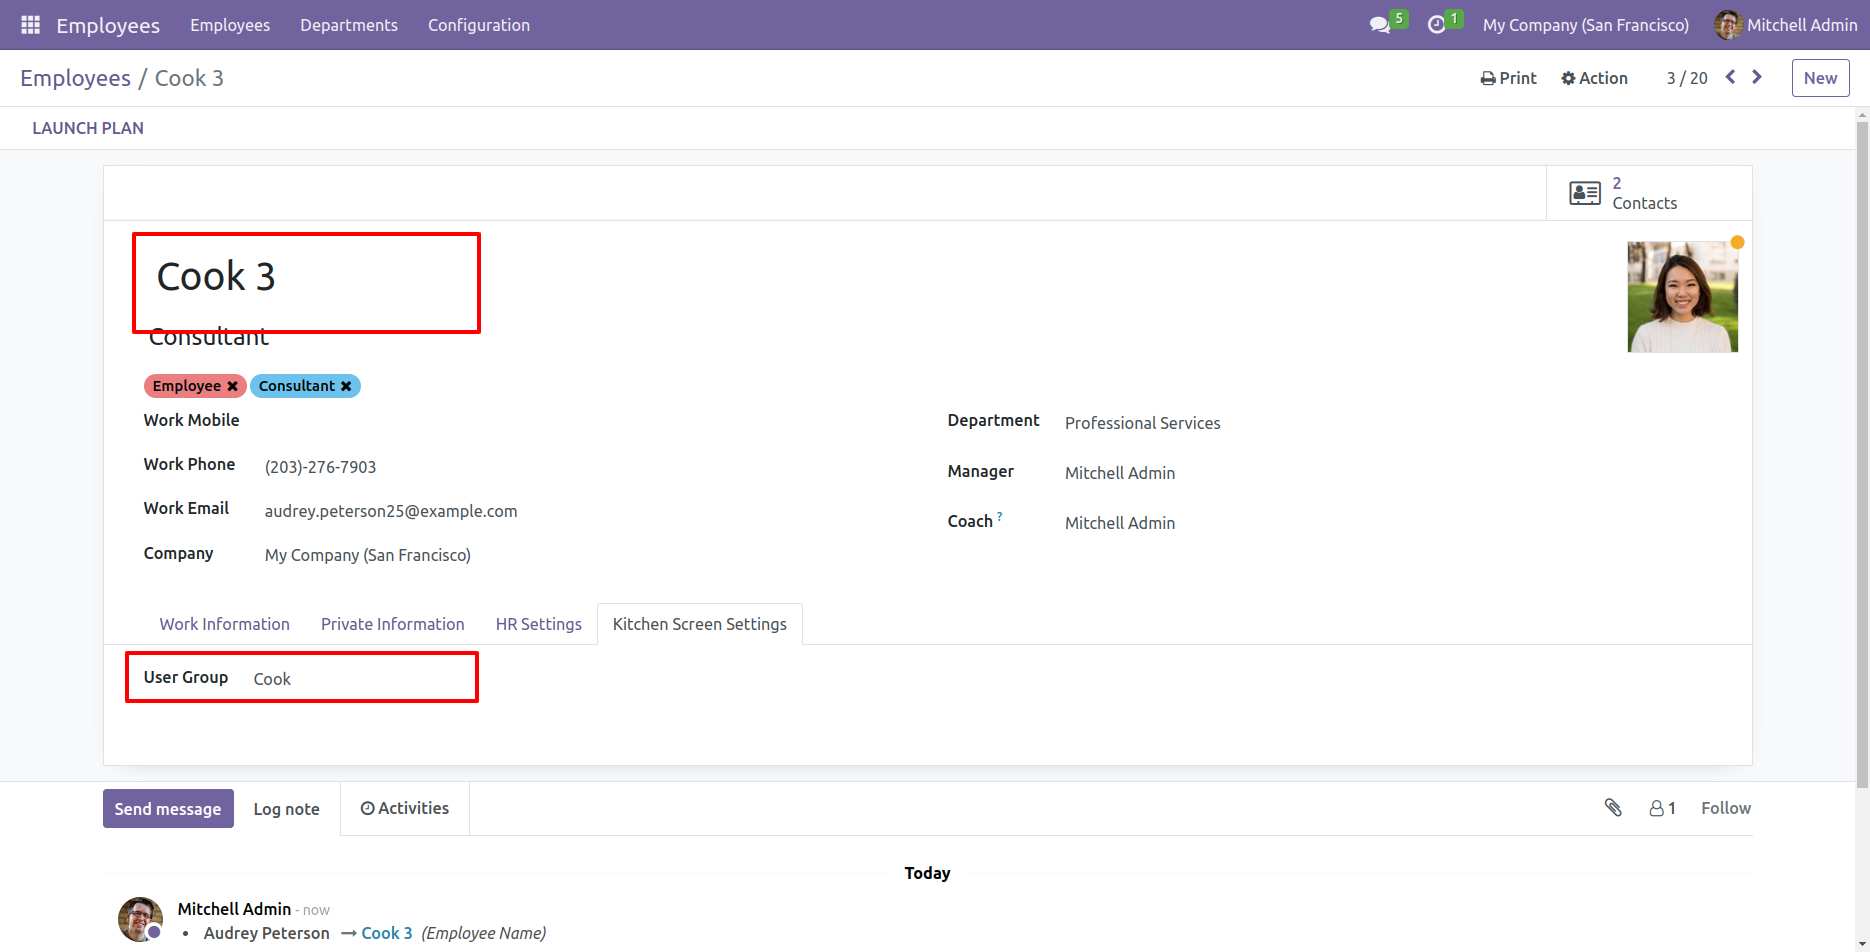 Employees Employees Departments Configuration 5 1 My Company (San Francisco) Mitchell Admin
Employees / Cook 3 Print Action 3 / 20 New
LAUNCH PLAN
2
Contacts
Cook 3
Consultant
Employee ✖ Consultant ✖
Work Mobile
Work Phone (203)-276-7903
Work Email audrey.peterson25@example.com
Company My Company (San Francisco)
Department Professional Services
Manager Mitchell Admin
Coach ? Mitchell Admin
Work Information Private Information HR Settings Kitchen Screen Settings
User Group Cook
Send message Log note Activities 1 Follow
Today
Mitchell Admin - now
• Audrey Peterson → Cook 3 (Employee Name)